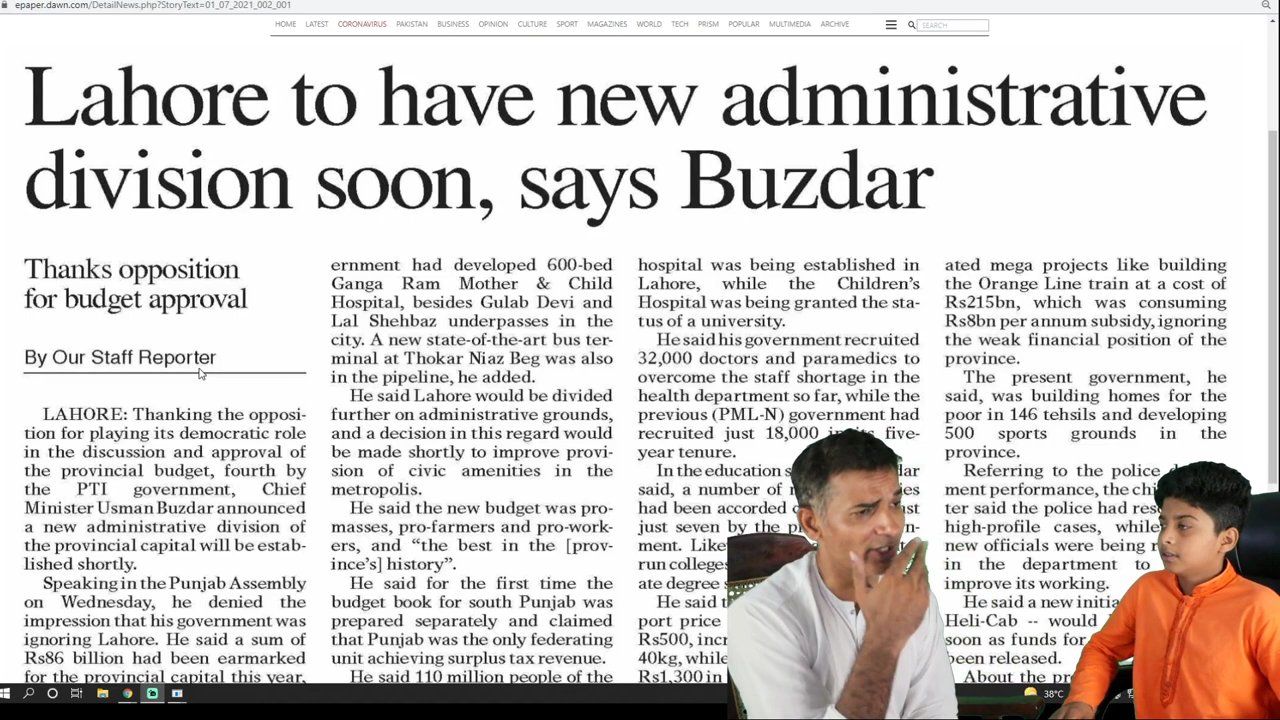 epaper.dawn.com/DetailNews.php?StoryText=01_07_2021_002_001
HOME LATEST CORONAVIRUS PAKISTAN BUSINESS OPINION CULTURE SPORT MAGAZINES WORLD TECH PRISM POPULAR MULTIMEDIA ARCHIVE SEARCH
Lahore to have new administrative
division soon, says Buzdar
Thanks opposition
for budget approval
By Our Staff Reporter
LAHORE: Thanking the opposi-
tion for playing its democratic role
in the discussion and approval of
the provincial budget, fourth by
the PTI government, Chief
Minister Usman Buzdar announced
a new administrative division of
the provincial capital will be estab-
lished shortly.
Speaking in the Punjab Assembly
on Wednesday, he denied the
impression that his government was
ignoring Lahore. He said a sum of
Rs86 billion had been earmarked
for the provincial capital this year,
ernment had developed 600-bed
Ganga Ram Mother & Child
Hospital, besides Gulab Devi and
Lal Shehbaz underpasses in the
city. A new state-of-the-art bus ter-
minal at Thokar Niaz Beg was also
in the pipeline, he added.
He said Lahore would be divided
further on administrative grounds,
and a decision in this regard would
be made shortly to improve provi-
sion of civic amenities in the
metropolis.
He said the new budget was pro-
masses, pro-farmers and pro-work-
ers, and “the best in the [prov-
ince’s] history”.
He said for the first time the
budget book for south Punjab was
prepared separately and claimed
that Punjab was the only federating
unit achieving surplus tax revenue.
He said 110 million people of the
hospital was being established in
Lahore, while the Children’s
Hospital was being granted the sta-
tus of a university.
He said his government recruited
32,000 doctors and paramedics to
overcome the staff shortage in the
health department so far, while the
previous (PML-N) government had
recruited just 18,000 in its five-
year tenure.
In the education
said, a number of
had been accorded
just seven by the
ment.
run colleges
ate degree
He said
port price
Rs500,
40kg, while
Rs1,300 in
ated mega projects like building
the Orange Line train at a cost of
Rs215bn, which was consuming
Rs8bn per annum subsidy, ignoring
the weak financial position of the
province.
The present government, he
said, was building homes for the
poor in 146 tehsils and developing
500 sports grounds in the
province.
Referring to the police
ment performance, the
ter said the police had
high-profile cases, while
new officials were being
in the department to
improve its working.
He said a new
Heli-Cab -- would
soon as funds for
been released.
About the
38°C